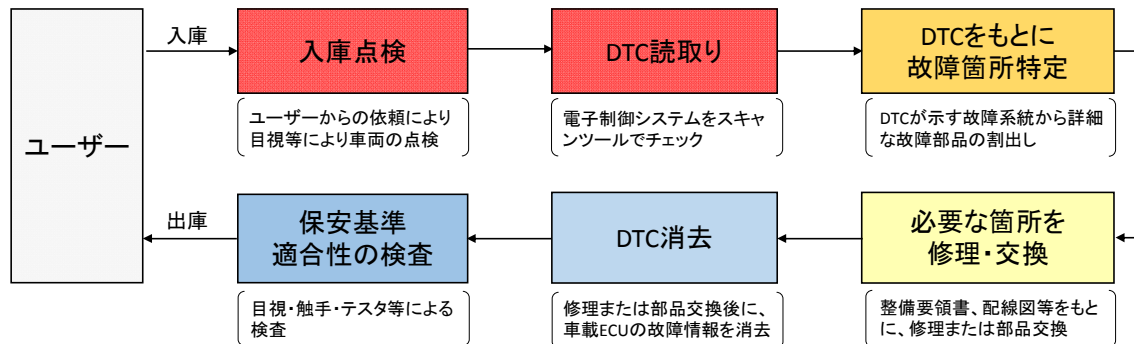 ユーザー
入庫
入庫点検
ユーザーからの依頼により
目視等により車両の点検
DTC読取り
電子制御システムをスキャ
ンツールでチェック
DTCをもとに
故障箇所特定
DTCが示す故障系統から詳細
な故障部品の割出し
必要な箇所を
修理・交換
整備要領書、配線図等をもと
に、修理または部品交換
DTC消去
修理または部品交換後に、
車載ECUの故障情報を消去
保安基準
適合性の検査
目視・触手・テスタ等による
検査
出庫